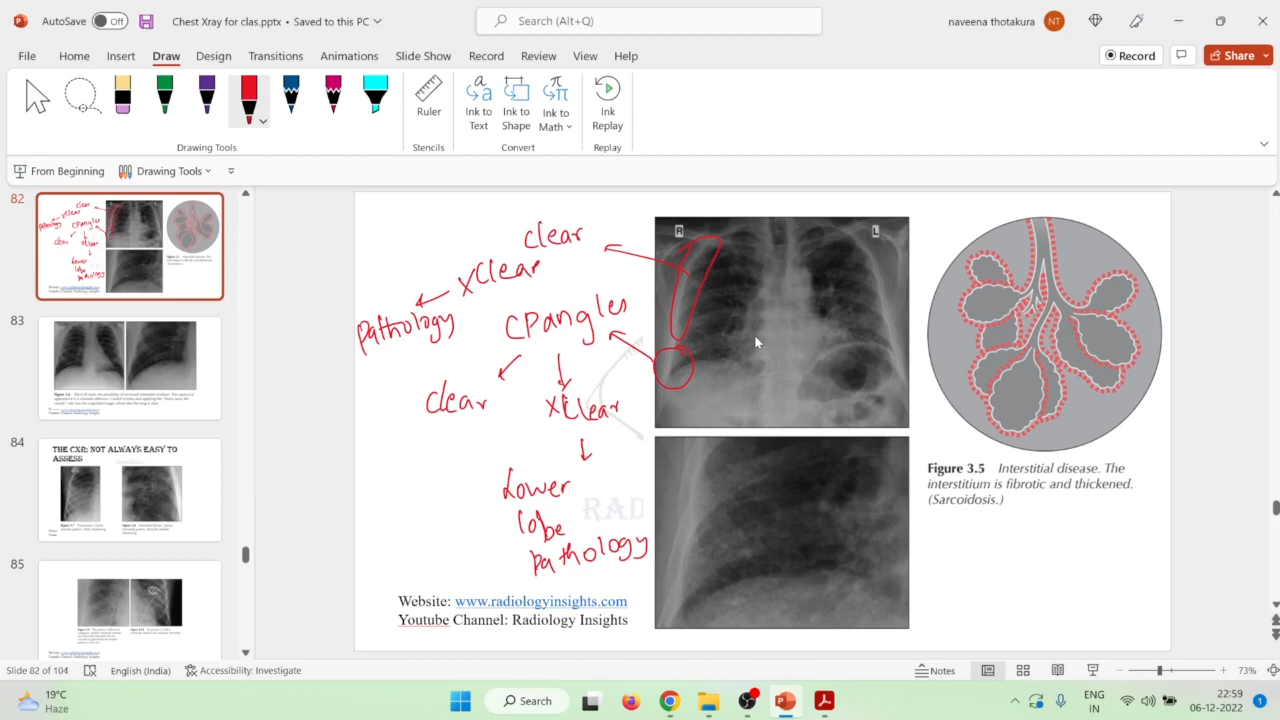 AutoSave Off Chest Xray for clas.pptx • Saved to this PC Search (Alt+Q) naveena thotakura NT
File Home Insert Draw Design Transitions Animations Slide Show Record Review View Help Record Share
Ruler
Ink to Text
Ink to Shape
Ink to Math
Ink Replay
Drawing Tools Stencils Convert Replay
From Beginning Drawing Tools
82
83
84
THE CXR: NOT ALWAYS EASY TO
ASSESS
85
clear
xClear
Pathology
CPangles
clear
xClear
Lower
lobe
pathology
R L
RAD
Figure 3.5 Interstitial disease. The
interstitium is fibrotic and thickened.
(Sarcoidosis.)
Website: www.radiologyinsights.com
Youtube Channel: Radiology Insights
Slide 82 of 104 English (India) Accessibility: Investigate Notes 73%
19°C
Haze
Search
ENG
IN
22:59
06-12-2022
1